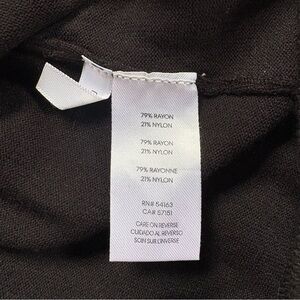 79% RAYON
21% NYLON
79% RAYON
21% NYLON
79% RAYONNE
21% NYLON
RN# 54163
CA# 57151
CARE ON REVERSE
CUIDADO AL REVERSO
SOIN SUR L'INVERSE